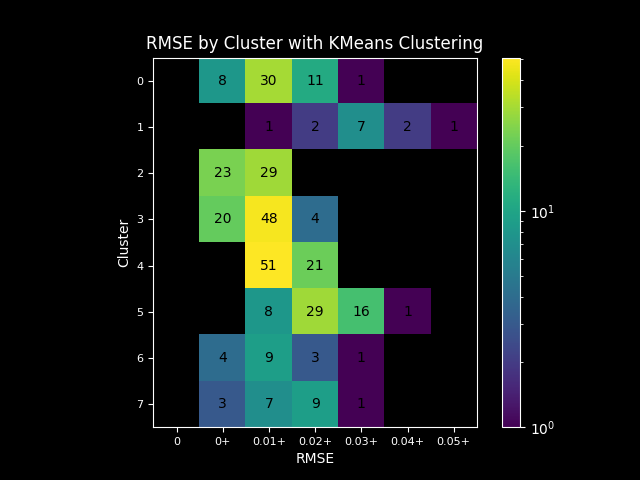 RMSE by Cluster with KMeans Clustering
Cluster
0 8 30 11 1
1 1 2 7 2 1
2 23 29
3 20 48 4
4 51 21
5 8 29 16 1
6 4 9 3 1
7 3 7 9 1
0 0+ 0.01+ 0.02+ 0.03+ 0.04+ 0.05+
RMSE
10¹
10⁰